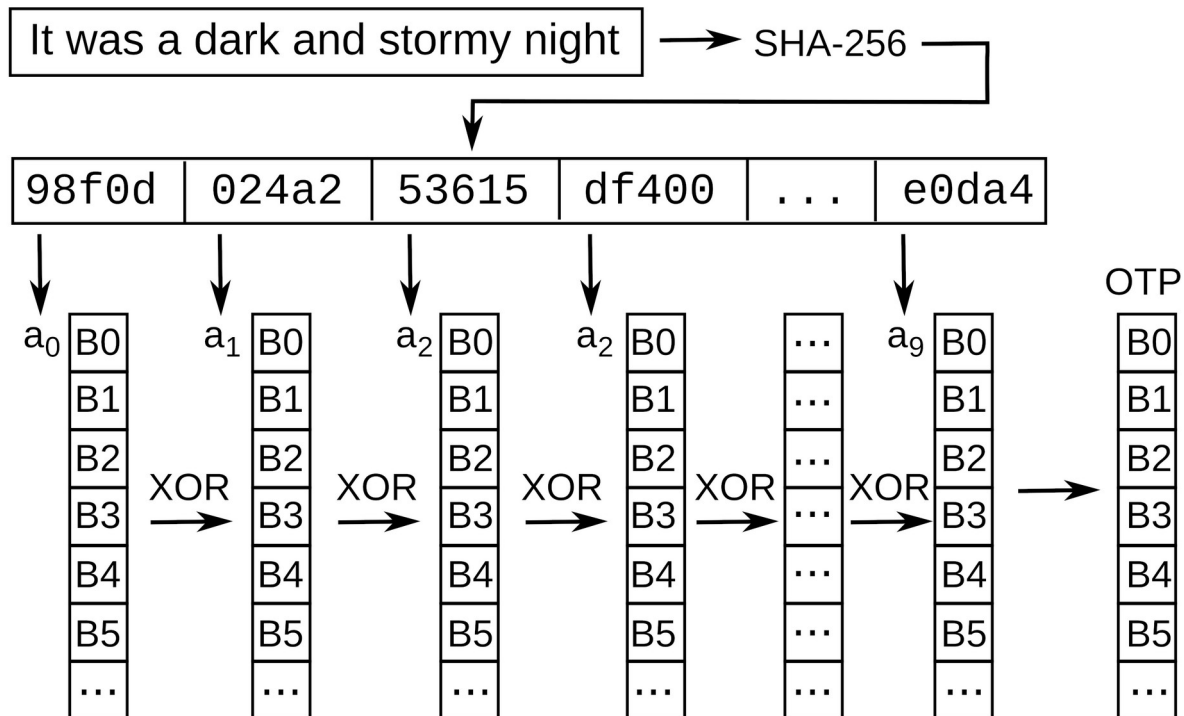 It was a dark and stormy night
SHA-256
98f0d 024a2 53615 df400 ... e0da4
OTP
a0 B0 a1 B0 a2 B0 a2 B0 ... a9 B0 B0
B1 B1 B1 B1 ... B1 B1
B2 B2 B2 B2 ... B2 B2
XOR XOR XOR XOR XOR
B3 B3 B3 B3 ... B3 B3
B4 B4 B4 B4 ... B4 B4
B5 B5 B5 B5 ... B5 B5
... ... ... ... ... ... ...